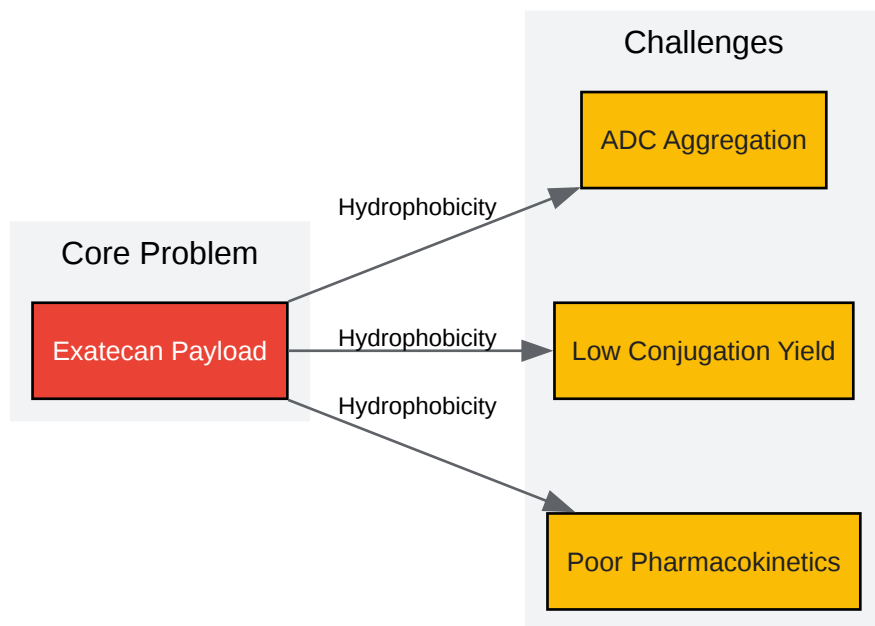 Challenges
ADC Aggregation
Hydrophobicity
Core Problem
Exatecan Payload
Hydrophobicity
Low Conjugation Yield
Hydrophobicity
Poor Pharmacokinetics